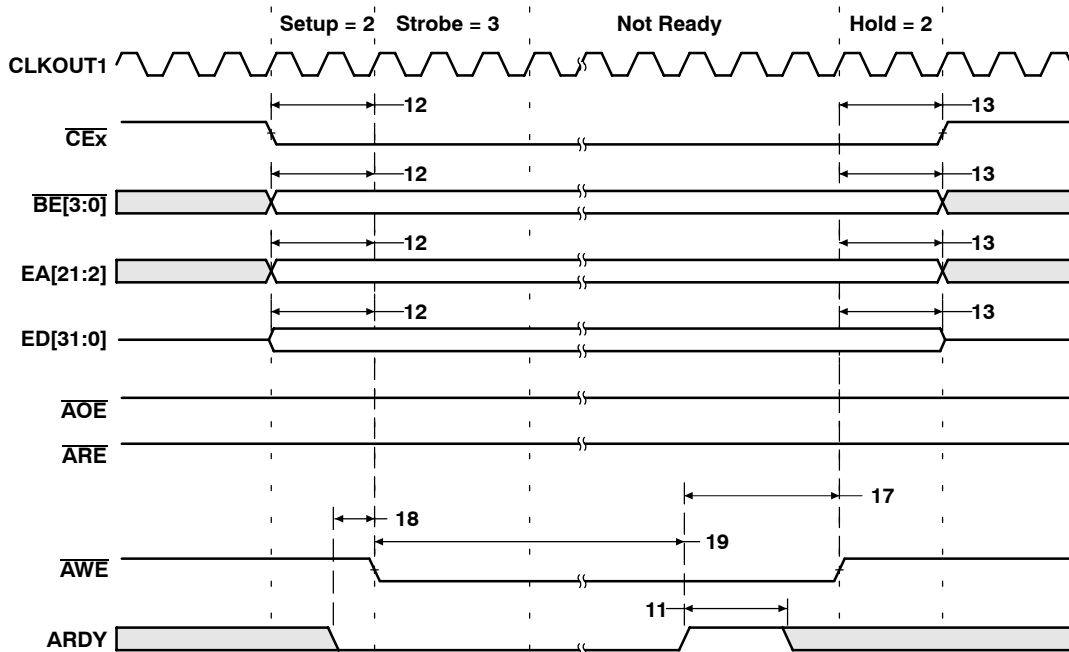 Setup = 2 Strobe = 3 Not Ready Hold = 2
CLKOUT1
12 13
CEx
12 13
BE[3:0]
12 13
EA[21:2]
12 13
ED[31:0]
AOE
ARE
17
18
19
AWE
11
ARDY